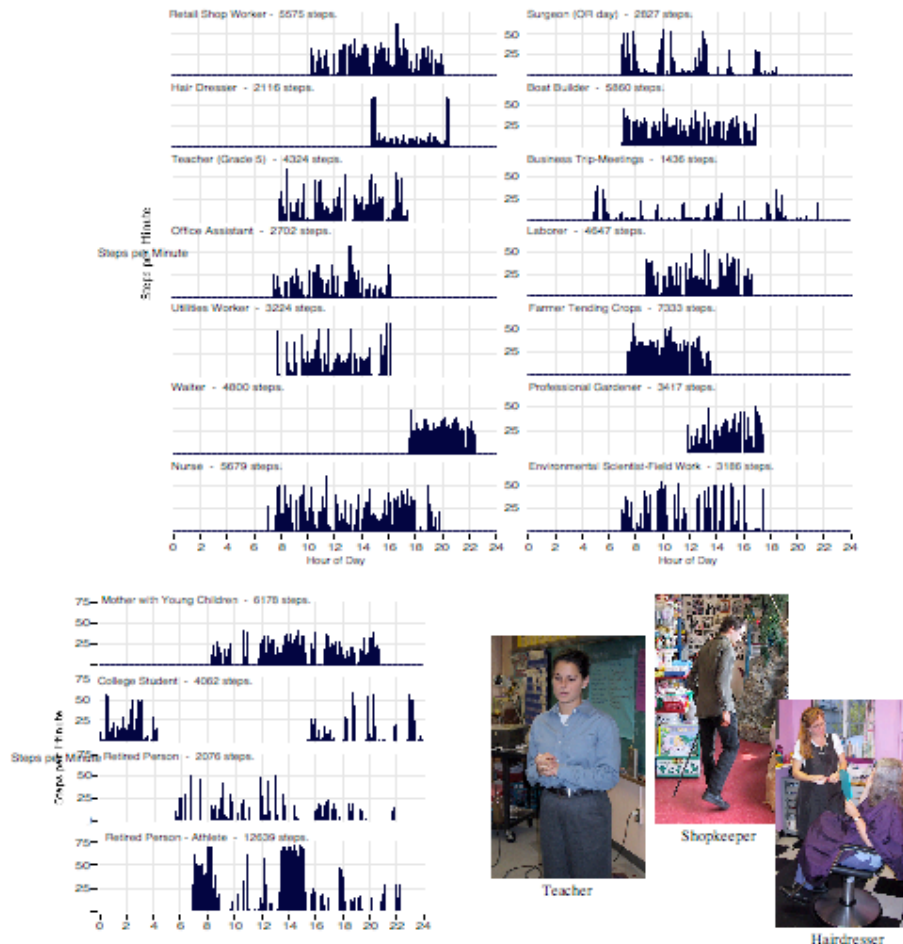 Retail Shop Worker - 5575 steps.
Surgeon (OR day) - 2827 steps.
50
25
Hair Dresser - 2116 steps.
Boat Builder - 5860 steps.
50
25
Teacher (Grade 5) - 4324 steps.
Business Trip-Meetings - 1436 steps.
50
25
Office Assistant - 2702 steps.
Laborer - 4647 steps.
Steps per Minute
Steps per Minute
50
25
Utilities Worker - 3224 steps.
Farmer Tending Crops - 7333 steps.
50
25
Waiter - 4800 steps.
Professional Gardener - 3417 steps.
50
25
Nurse - 5679 steps.
Environmental Scientist-Field Work - 3186 steps.
50
25
0 2 4 6 8 10 12 14 16 18 20 22 24
0 2 4 6 8 10 12 14 16 18 20 22 24
Hour of Day
Hour of Day
75
Mother with Young Children - 6178 steps.
50
25
75
College Student - 4062 steps.
50
25
Steps per Minute
Steps per Minute
75
Retired Person - 2076 steps.
50
25
75
Retired Person - Athlete - 12639 steps.
50
25
0 2 4 6 8 10 12 14 16 18 20 22 24
Teacher
Shopkeeper
Hairdresser